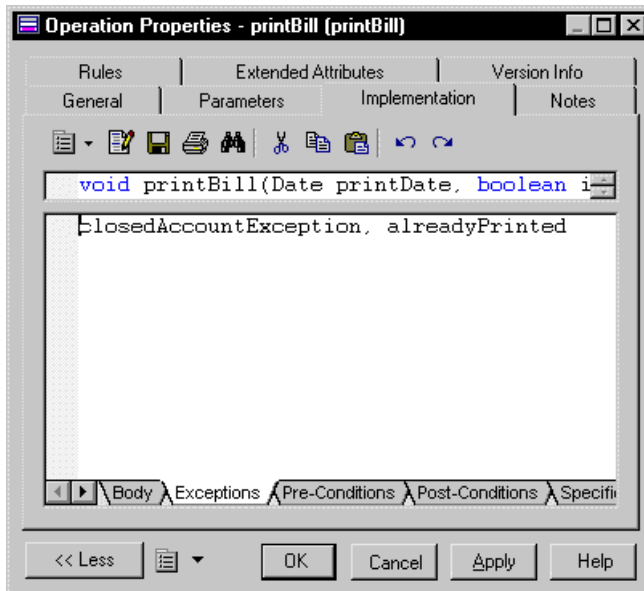 Operation Properties - printBill (printBill)
Rules Extended Attributes Version Info
General Parameters Implementation Notes
void printBill(Date printDate, boolean i
closedAccountException, alreadyPrinted
Body Exceptions Pre-Conditions Post-Conditions Specifi
<< Less OK Cancel Apply Help